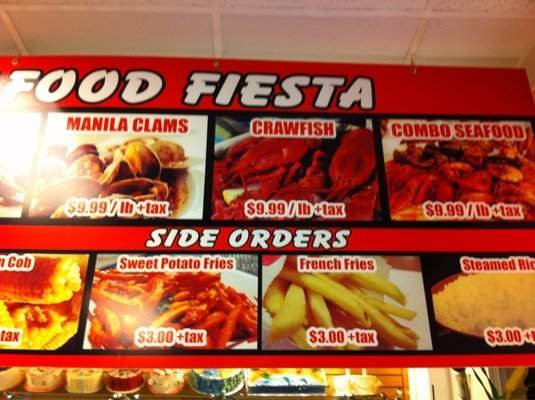 FOOD FIESTA
MANILA CLAMS
CRAWFISH
COMBO SEAFOOD
$9.99 / lb +tax
$9.99 / lb +tax
$9.99 / lb +tax
SIDE ORDERS
Cob
Sweet Potato Fries
French Fries
Steamed
tax
$3.00 +tax
$3.00 +tax
$3.00